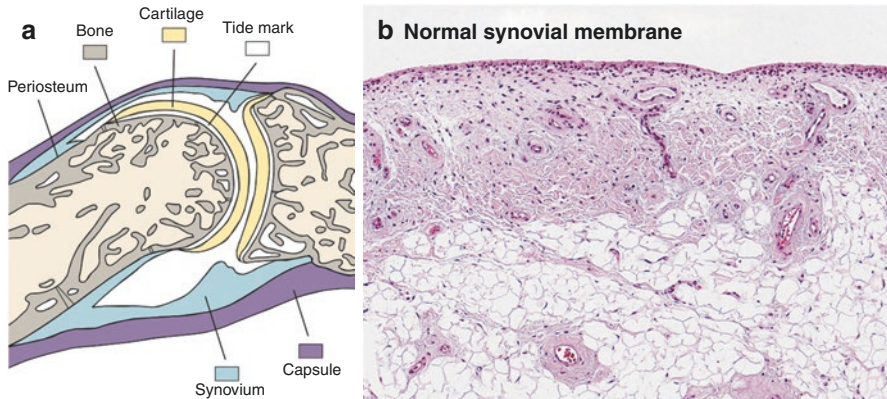 a
Bone
Cartilage
Tide mark
Periosteum
Synovium
Capsule
b Normal synovial membrane